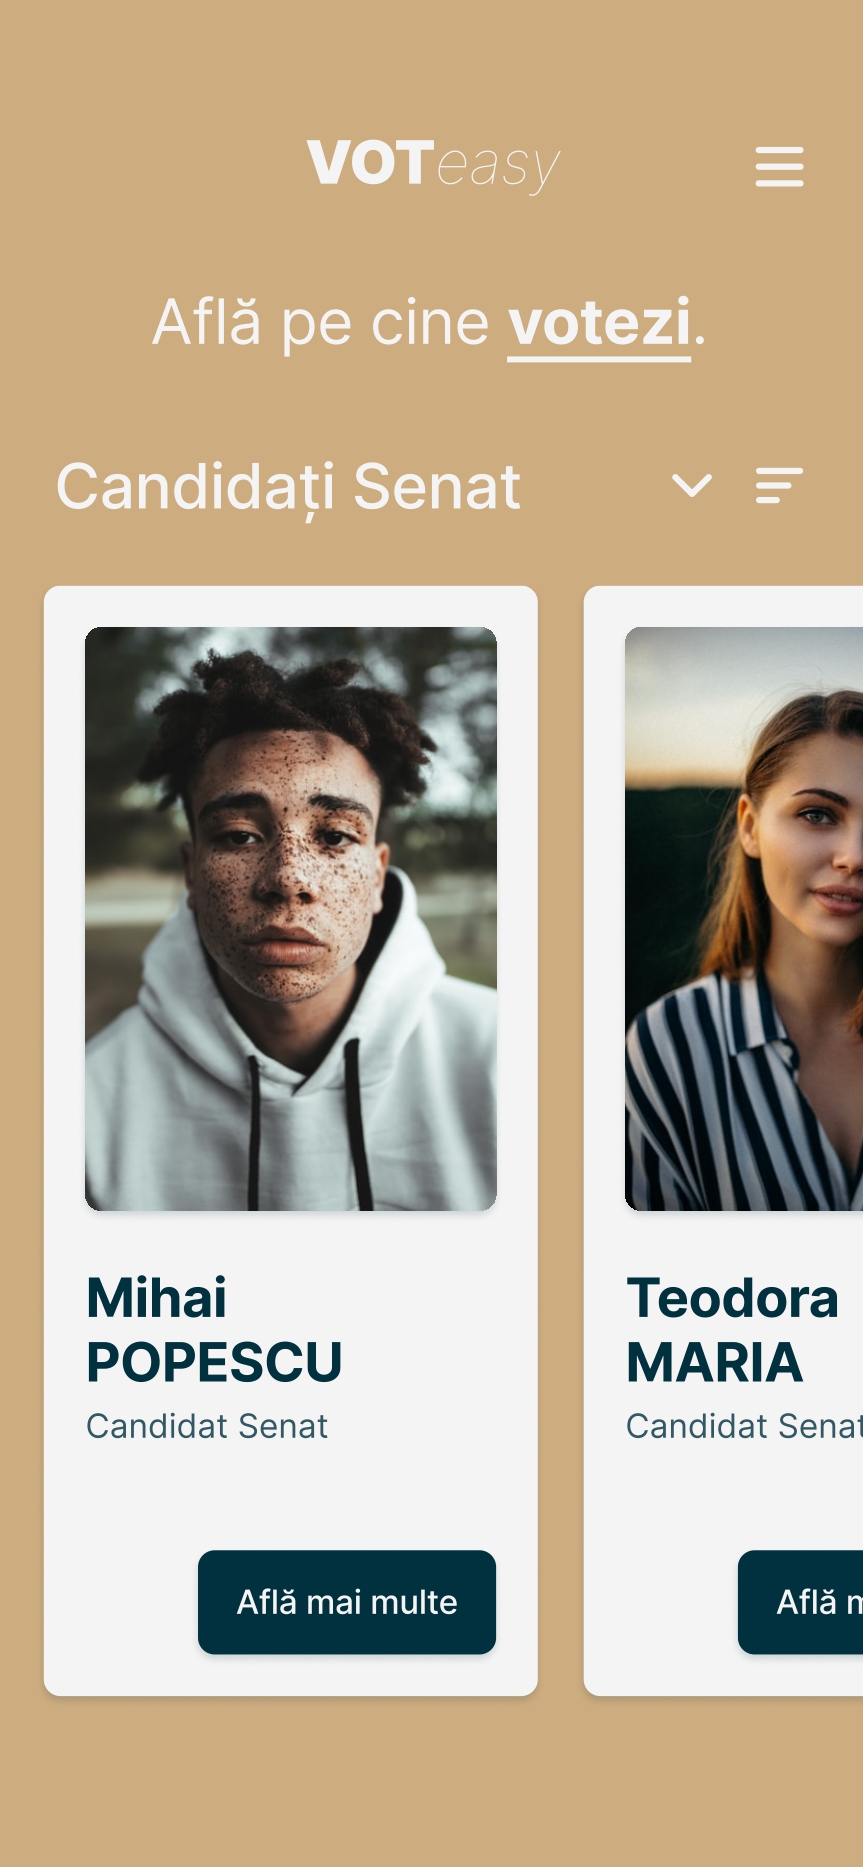 VOTeasy
Află pe cine votezi.
Candidați Senat
Mihai
POPESCU
Candidat Senat
Află mai multe
Teodora
MARIA
Candidat Senat
Află m